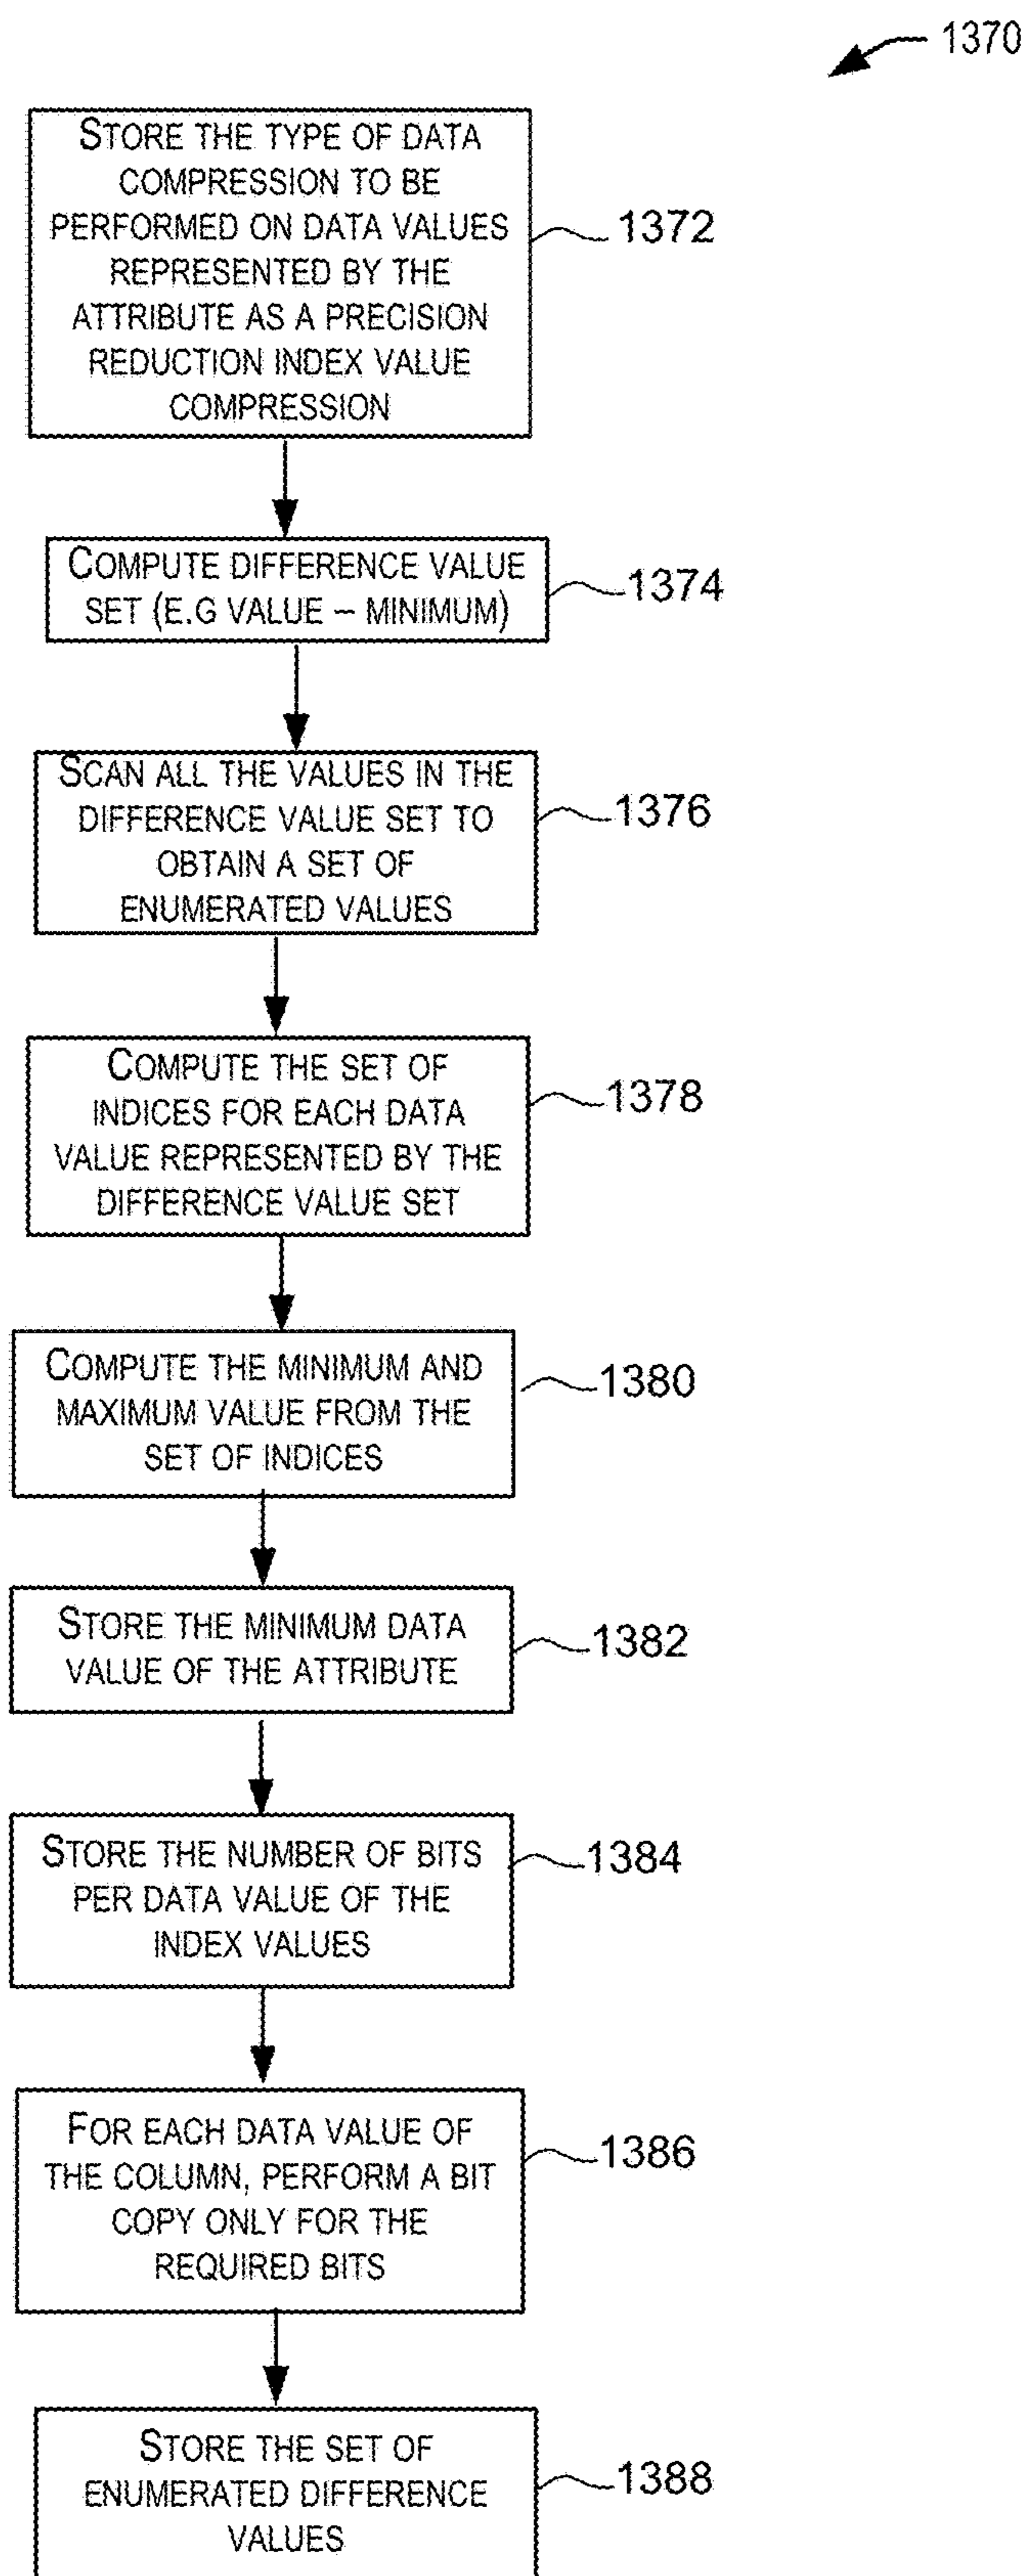 1370
STORE THE TYPE OF DATA
COMPRESSION TO BE
PERFORMED ON DATA VALUES
REPRESENTED BY THE
ATTRIBUTE AS A PRECISION
REDUCTION INDEX VALUE
COMPRESSION
1372
COMPUTE DIFFERENCE VALUE
SET (E.G VALUE – MINIMUM)
1374
SCAN ALL THE VALUES IN THE
DIFFERENCE VALUE SET TO
OBTAIN A SET OF
ENUMERATED VALUES
1376
COMPUTE THE SET OF
INDICES FOR EACH DATA
VALUE REPRESENTED BY THE
DIFFERENCE VALUE SET
1378
COMPUTE THE MINIMUM AND
MAXIMUM VALUE FROM THE
SET OF INDICES
1380
STORE THE MINIMUM DATA
VALUE OF THE ATTRIBUTE
1382
STORE THE NUMBER OF BITS
PER DATA VALUE OF THE
INDEX VALUES
1384
FOR EACH DATA VALUE OF
THE COLUMN, PERFORM A BIT
COPY ONLY FOR THE
REQUIRED BITS
1386
STORE THE SET OF
ENUMERATED DIFFERENCE
VALUES
1388